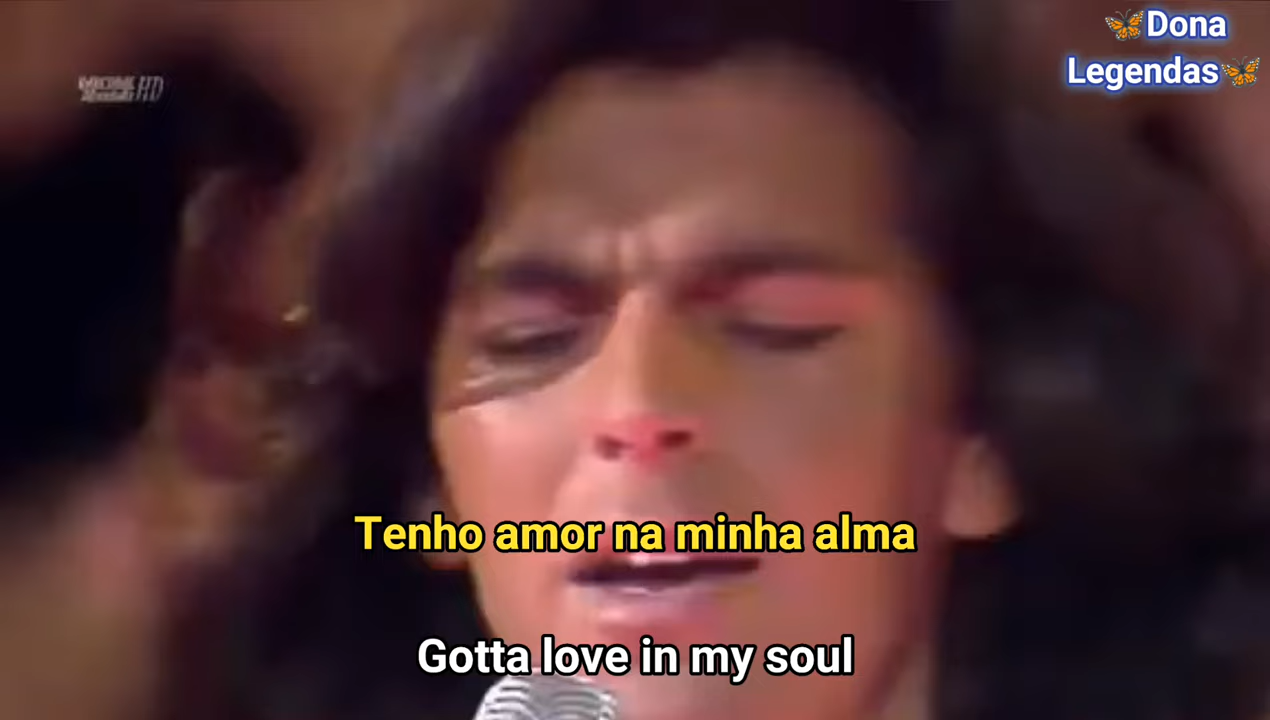 🦋Dona
Legendas🦋
Tenho amor na minha alma
Gotta love in my soul